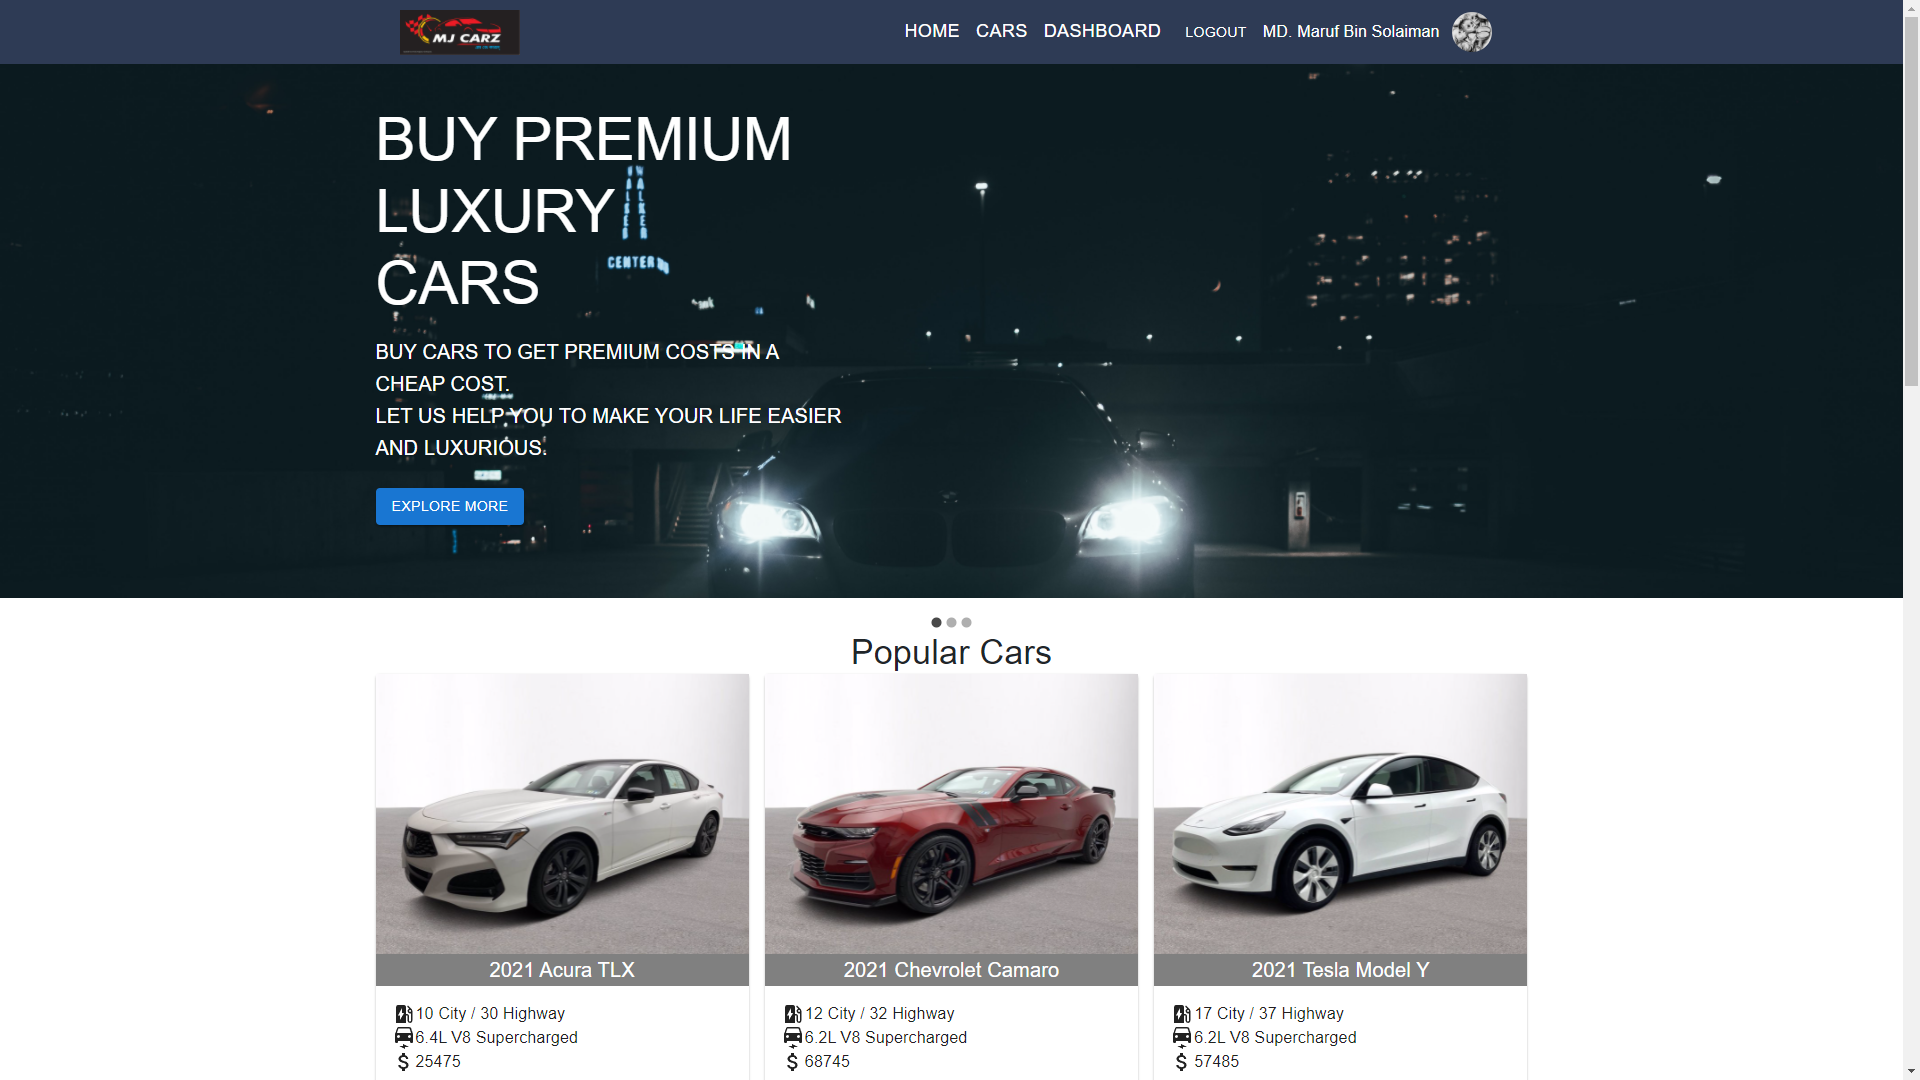 MJ CARZ
HOME CARS DASHBOARD LOGOUT MD. Maruf Bin Solaiman
BUY PREMIUM
LUXURY
CARS
WALKER
WALKER
CENTER
BUY CARS TO GET PREMIUM COSTS IN A
CHEAP COST.
LET US HELP YOU TO MAKE YOUR LIFE EASIER
AND LUXURIOUS.
EXPLORE MORE
Popular Cars
2021 Acura TLX
10 City / 30 Highway
6.4L V8 Supercharged
$ 25475
2021 Chevrolet Camaro
12 City / 32 Highway
6.2L V8 Supercharged
$ 68745
2021 Tesla Model Y
17 City / 37 Highway
6.2L V8 Supercharged
$ 57485